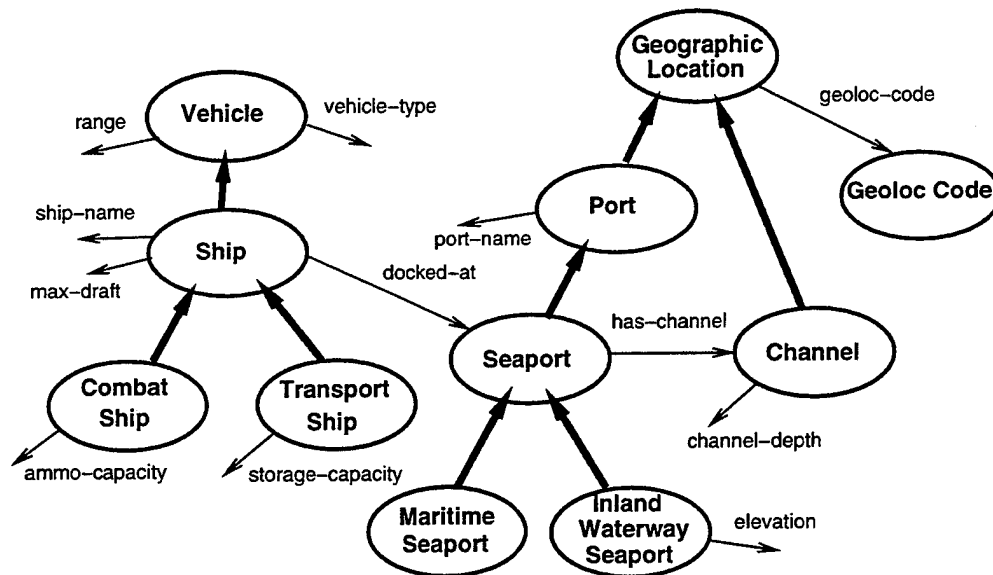 Geographic
Location
geoloc-code
Geoloc Code
Vehicle
vehicle-type
range
Port
port-name
ship-name
Ship
max-draft
docked-at
Seaport
has-channel
Channel
channel-depth
Combat
Ship
ammo-capacity
Transport
Ship
storage-capacity
Maritime
Seaport
Inland
Waterway
Seaport
elevation